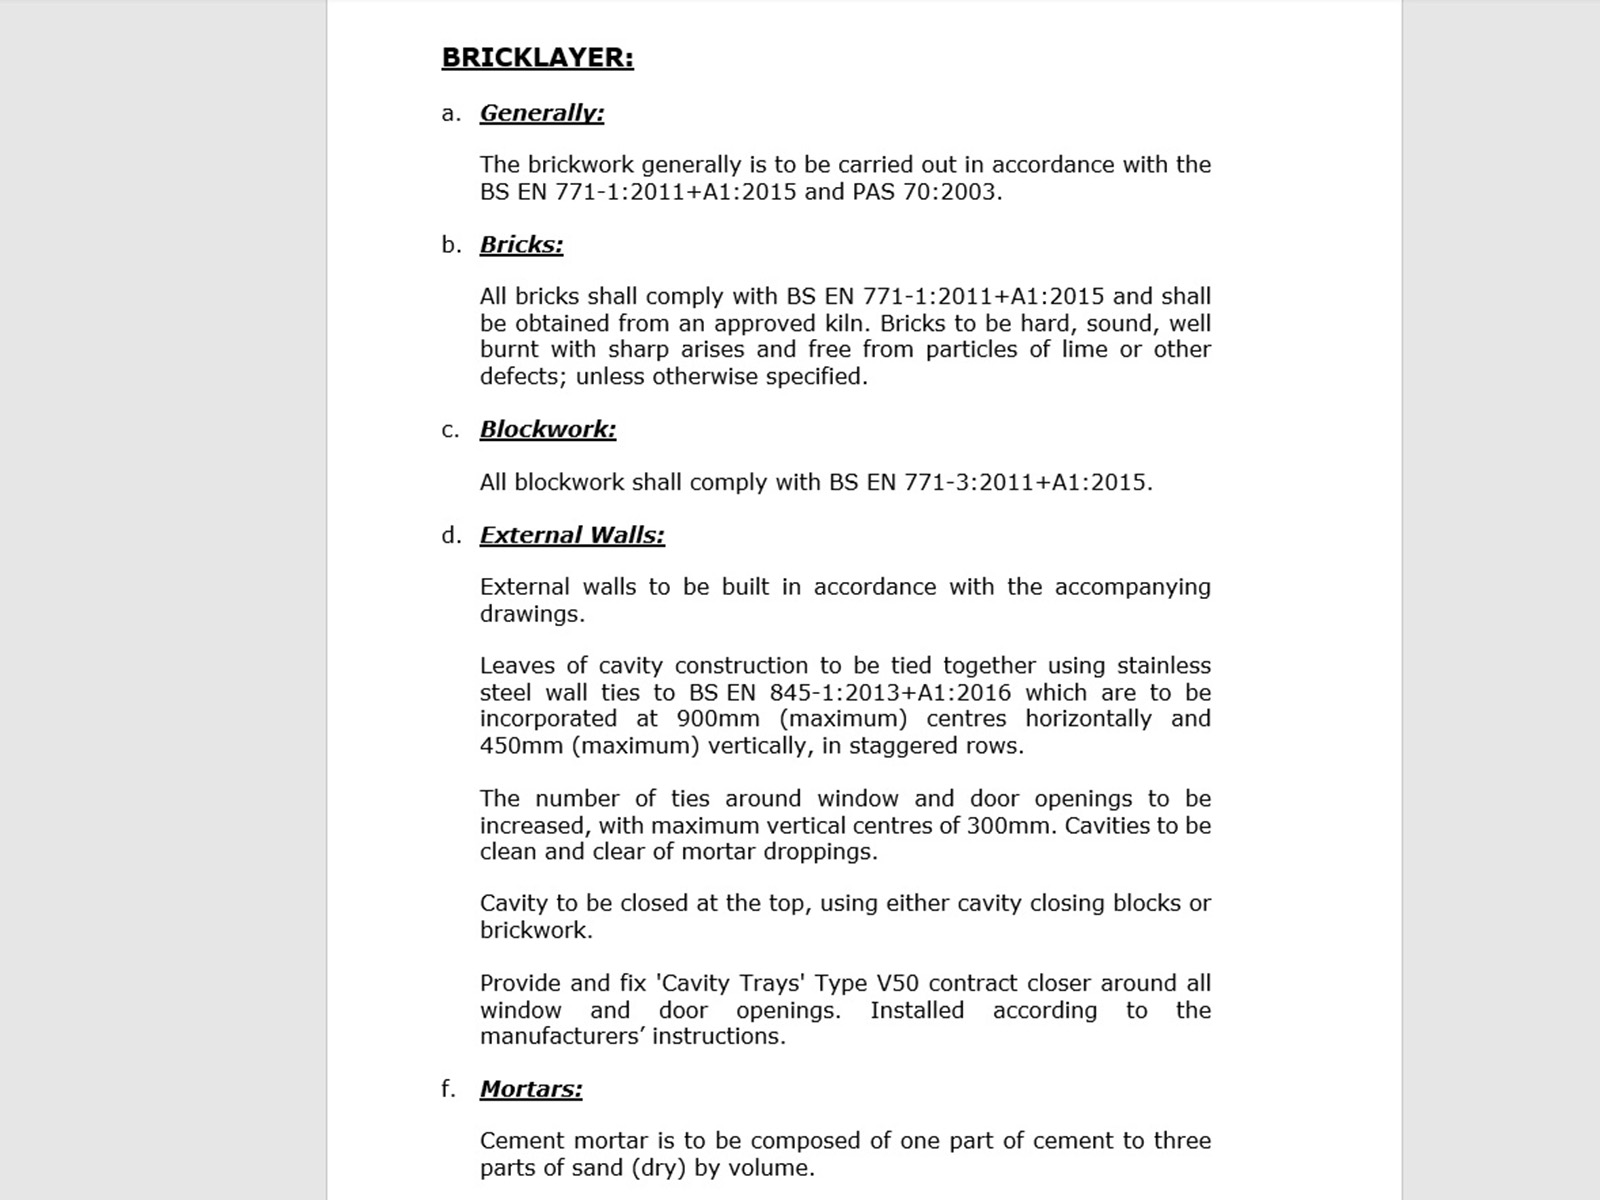 BRICKLAYER:
a. Generally:
The brickwork generally is to be carried out in accordance with the
BS EN 771-1:2011+A1:2015 and PAS 70:2003.
b. Bricks:
All bricks shall comply with BS EN 771-1:2011+A1:2015 and shall
be obtained from an approved kiln. Bricks to be hard, sound, well
burnt with sharp arises and free from particles of lime or other
defects; unless otherwise specified.
c. Blockwork:
All blockwork shall comply with BS EN 771-3:2011+A1:2015.
d. External Walls:
External walls to be built in accordance with the accompanying
drawings.
Leaves of cavity construction to be tied together using stainless
steel wall ties to BS EN 845-1:2013+A1:2016 which are to be
incorporated at 900mm (maximum) centres horizontally and
450mm (maximum) vertically, in staggered rows.
The number of ties around window and door openings to be
increased, with maximum vertical centres of 300mm. Cavities to be
clean and clear of mortar droppings.
Cavity to be closed at the top, using either cavity closing blocks or
brickwork.
Provide and fix 'Cavity Trays' Type V50 contract closer around all
window and door openings. Installed according to the
manufacturers’ instructions.
f. Mortars:
Cement mortar is to be composed of one part of cement to three
parts of sand (dry) by volume.